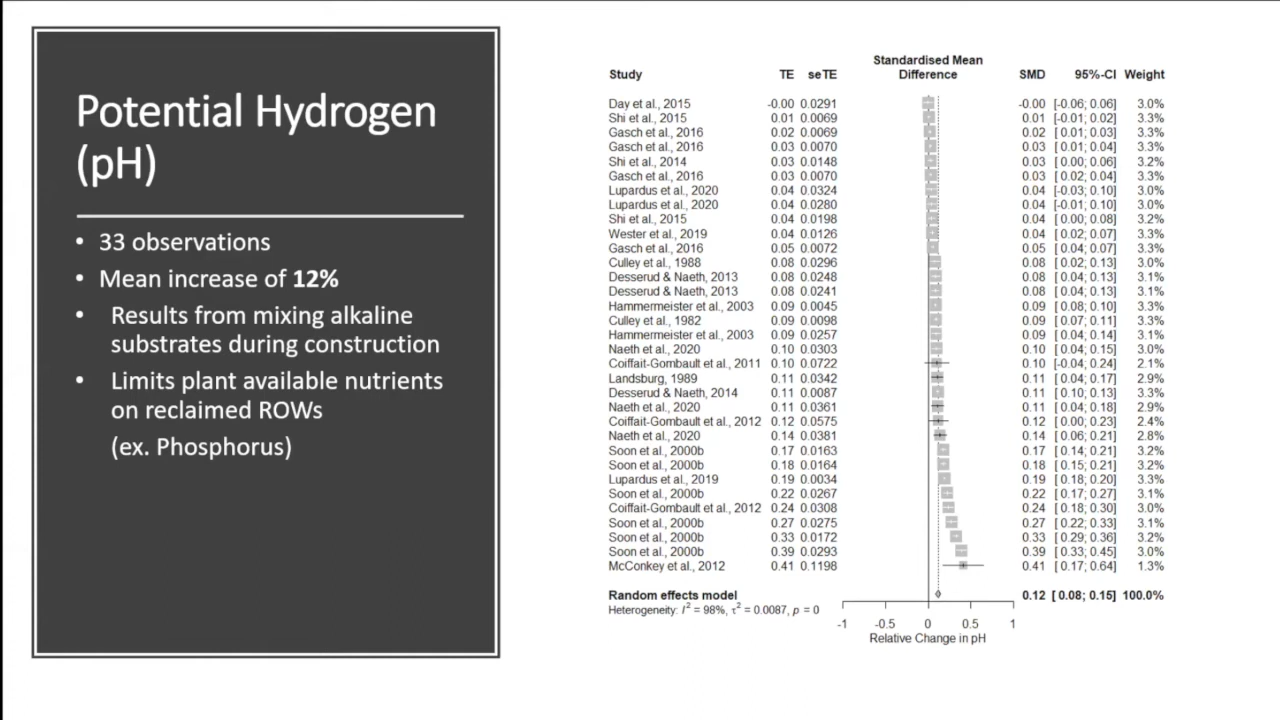 Potential Hydrogen
(pH)
• 33 observations
• Mean increase of 12%
• Results from mixing alkaline
substrates during construction
• Limits plant available nutrients
on reclaimed ROWs
(ex. Phosphorus)
Standardised Mean
Study TE seTE Difference SMD 95%-CI Weight
Day et al., 2015 -0.00 0.0291 -0.00 [-0.06; 0.06] 3.0%
Shi et al., 2015 0.01 0.0069 0.01 [-0.01; 0.02] 3.3%
Gasch et al., 2016 0.02 0.0069 0.02 [0.01; 0.03] 3.3%
Gasch et al., 2016 0.03 0.0070 0.03 [0.01; 0.04] 3.3%
Shi et al., 2014 0.03 0.0148 0.03 [0.00; 0.06] 3.2%
Gasch et al., 2016 0.03 0.0070 0.03 [0.02; 0.04] 3.3%
Lupardus et al., 2020 0.04 0.0324 0.04 [-0.03; 0.10] 3.0%
Lupardus et al., 2020 0.04 0.0280 0.04 [-0.01; 0.10] 3.0%
Shi et al., 2015 0.04 0.0198 0.04 [0.00; 0.08] 3.2%
Wester et al., 2019 0.04 0.0126 0.04 [0.02; 0.07] 3.3%
Gasch et al., 2016 0.05 0.0072 0.05 [0.04; 0.07] 3.3%
Culley et al., 1988 0.08 0.0296 0.08 [0.02; 0.13] 3.0%
Desserud & Naeth, 2013 0.08 0.0248 0.08 [0.04; 0.13] 3.1%
Desserud & Naeth, 2013 0.08 0.0241 0.08 [0.04; 0.13] 3.1%
Hammermeister et al., 2003 0.09 0.0045 0.09 [0.08; 0.10] 3.3%
Culley et al., 1982 0.09 0.0098 0.09 [0.07; 0.11] 3.3%
Hammermeister et al., 2003 0.09 0.0257 0.09 [0.04; 0.14] 3.1%
Naeth et al., 2020 0.10 0.0303 0.10 [0.04; 0.15] 3.0%
Coiffait-Gombault et al., 2011 0.10 0.0722 0.10 [-0.04; 0.24] 2.1%
Landsburg, 1989 0.11 0.0342 0.11 [0.04; 0.17] 2.9%
Desserud & Naeth, 2014 0.11 0.0087 0.11 [0.10; 0.13] 3.3%
Naeth et al., 2020 0.11 0.0361 0.11 [0.04; 0.18] 2.9%
Coiffait-Gombault et al., 2012 0.12 0.0575 0.12 [0.00; 0.23] 2.4%
Naeth et al., 2020 0.14 0.0381 0.14 [0.06; 0.21] 2.8%
Soon et al., 2000b 0.17 0.0163 0.17 [0.14; 0.21] 3.2%
Soon et al., 2000b 0.18 0.0164 0.18 [0.15; 0.21] 3.2%
Lupardus et al., 2019 0.19 0.0034 0.19 [0.18; 0.20] 3.3%
Soon et al., 2000b 0.22 0.0267 0.22 [0.17; 0.27] 3.1%
Coiffait-Gombault et al., 2012 0.24 0.0308 0.24 [0.18; 0.30] 3.0%
Soon et al., 2000b 0.27 0.0275 0.27 [0.22; 0.33] 3.1%
Soon et al., 2000b 0.33 0.0172 0.33 [0.29; 0.36] 3.2%
Soon et al., 2000b 0.39 0.0293 0.39 [0.33; 0.45] 3.0%
McConkey et al., 2012 0.41 0.1198 0.41 [0.17; 0.64] 1.3%
Random effects model 0.12 [0.08; 0.15] 100.0%
Heterogeneity: I² = 98%, τ² = 0.0087, p = 0
-1 -0.5 0 0.5 1
Relative Change in pH